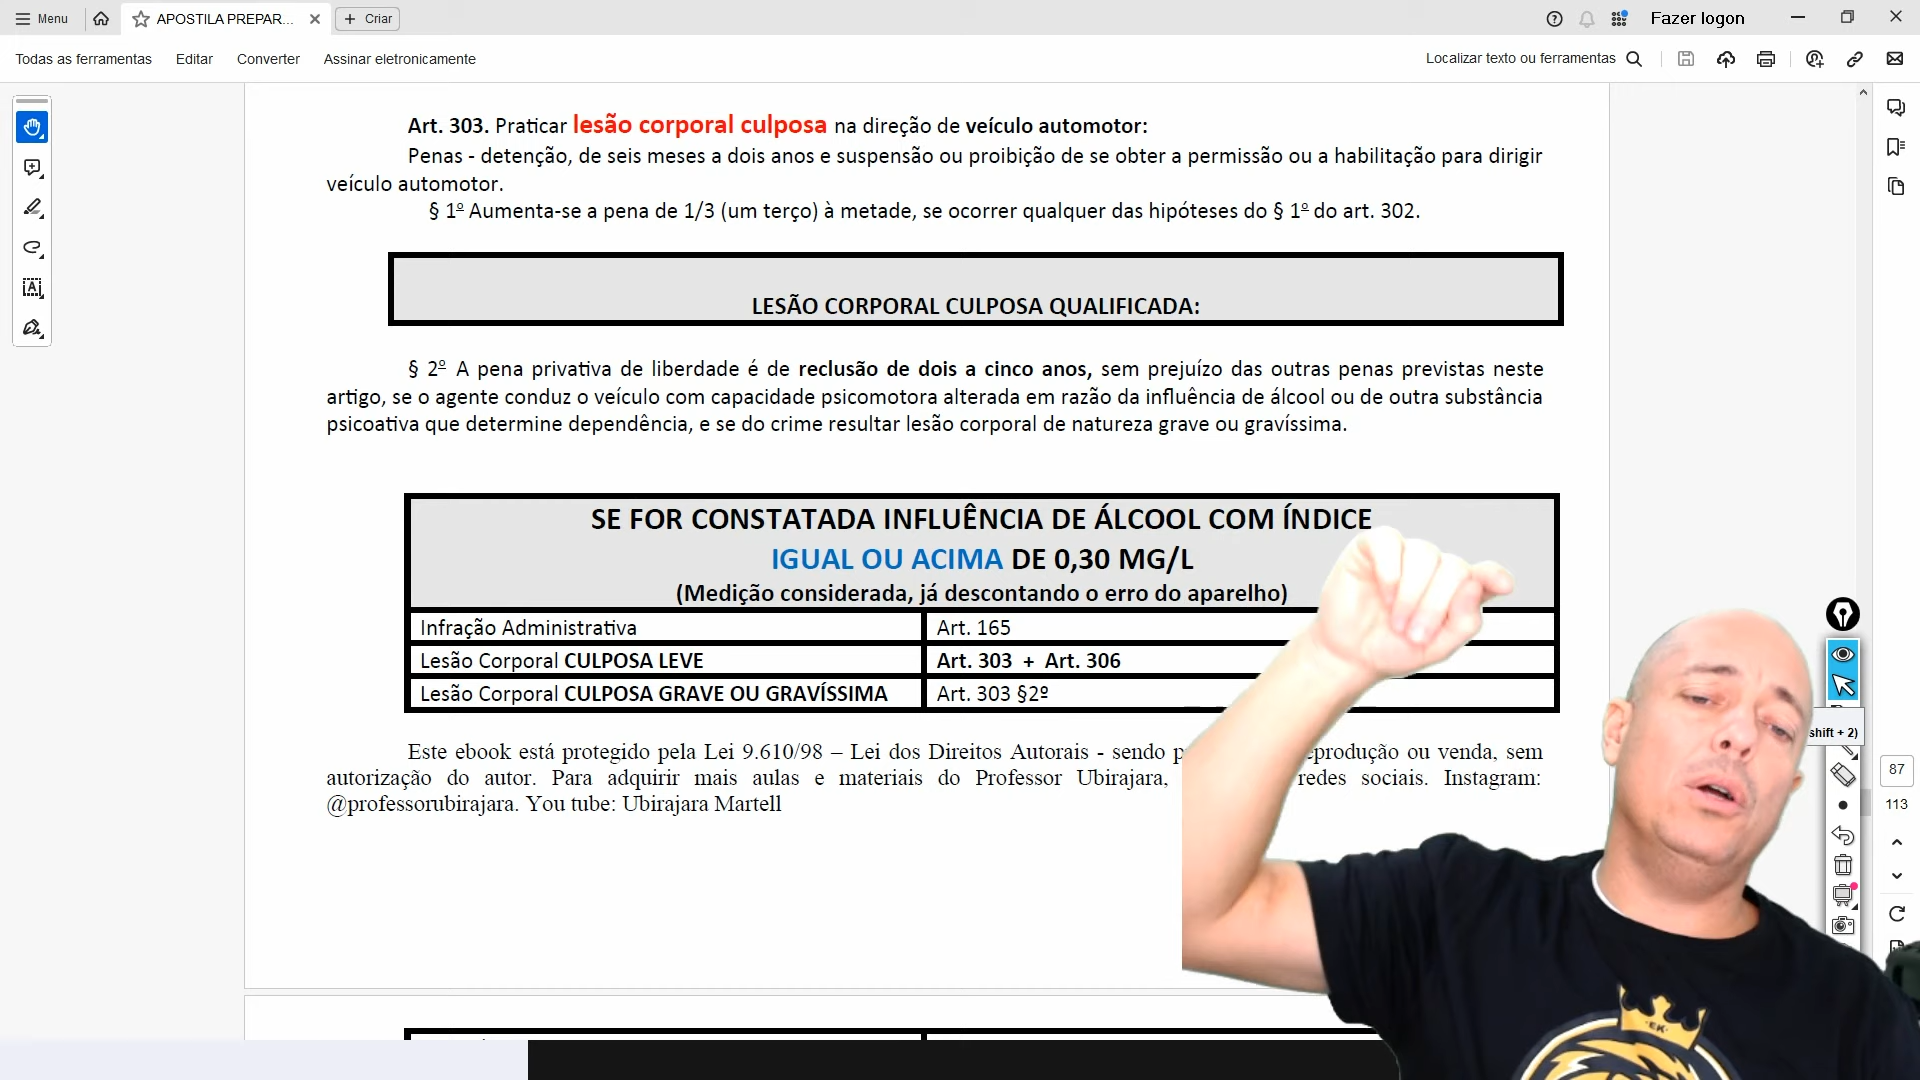 Menu
APOSTILA PREPAR...
Criar
Fazer logon
Todas as ferramentas
Editar
Converter
Assinar eletronicamente
Localizar texto ou ferramentas
Art. 303. Praticar lesão corporal culposa na direção de veículo automotor:
Penas - detenção, de seis meses a dois anos e suspensão ou proibição de se obter a permissão ou a habilitação para dirigir
veículo automotor.
§ 1º Aumenta-se a pena de 1/3 (um terço) à metade, se ocorrer qualquer das hipóteses do § 1º do art. 302.
LESÃO CORPORAL CULPOSA QUALIFICADA:
§ 2º A pena privativa de liberdade é de reclusão de dois a cinco anos, sem prejuízo das outras penas previstas neste
artigo, se o agente conduz o veículo com capacidade psicomotora alterada em razão da influência de álcool ou de outra substância
psicoativa que determine dependência, e se do crime resultar lesão corporal de natureza grave ou gravíssima.
SE FOR CONSTATADA INFLUÊNCIA DE ÁLCOOL COM ÍNDICE
IGUAL OU ACIMA DE 0,30 MG/L
(Medição considerada, já descontando o erro do aparelho)
Infração Administrativa Art. 165
Lesão Corporal CULPOSA LEVE Art. 303 + Art. 306
Lesão Corporal CULPOSA GRAVE OU GRAVÍSSIMA Art. 303 §2º
shift + 2)
Este ebook está protegido pela Lei 9.610/98 – Lei dos Direitos Autorais - sendo p eprodução ou venda, sem
autorização do autor. Para adquirir mais aulas e materiais do Professor Ubirajara, redes sociais. Instagram:
@professorubirajara. You tube: Ubirajara Martell
87
113
EK